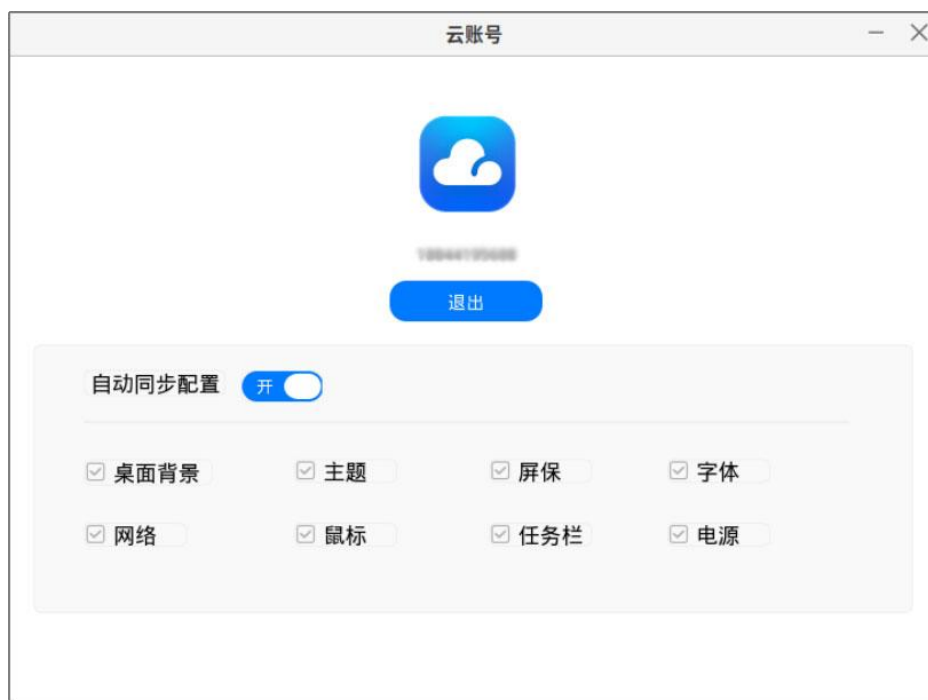 云账号
退出
自动同步配置 开
桌面背景 主题 屏保 字体
网络 鼠标 任务栏 电源